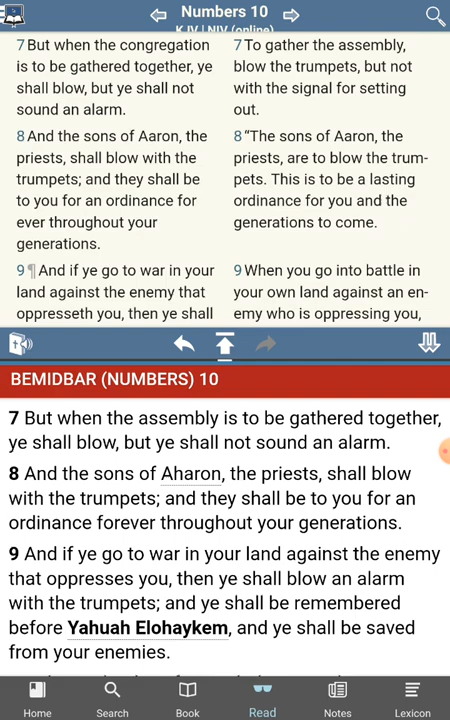 Numbers 10
KJV | NIV (online)
7 But when the congregation
is to be gathered together, ye
shall blow, but ye shall not
sound an alarm.
8 And the sons of Aaron, the
priests, shall blow with the
trumpets; and they shall be
to you for an ordinance for
ever throughout your
generations.
9 ¶ And if ye go to war in your
land against the enemy that
oppresseth you, then ye shall
7 To gather the assembly,
blow the trumpets, but not
with the signal for setting
out.
8 “The sons of Aaron, the
priests, are to blow the trum-
pets. This is to be a lasting
ordinance for you and the
generations to come.
9 When you go into battle in
your own land against an en-
emy who is oppressing you,
BEMIDBAR (NUMBERS) 10
7 But when the assembly is to be gathered together,
ye shall blow, but ye shall not sound an alarm.
8 And the sons of Aharon, the priests, shall blow
with the trumpets; and they shall be to you for an
ordinance forever throughout your generations.
9 And if ye go to war in your land against the enemy
that oppresses you, then ye shall blow an alarm
with the trumpets; and ye shall be remembered
before Yahuah Elohaykem, and ye shall be saved
from your enemies.
Home
Search
Book
Read
Notes
Lexicon